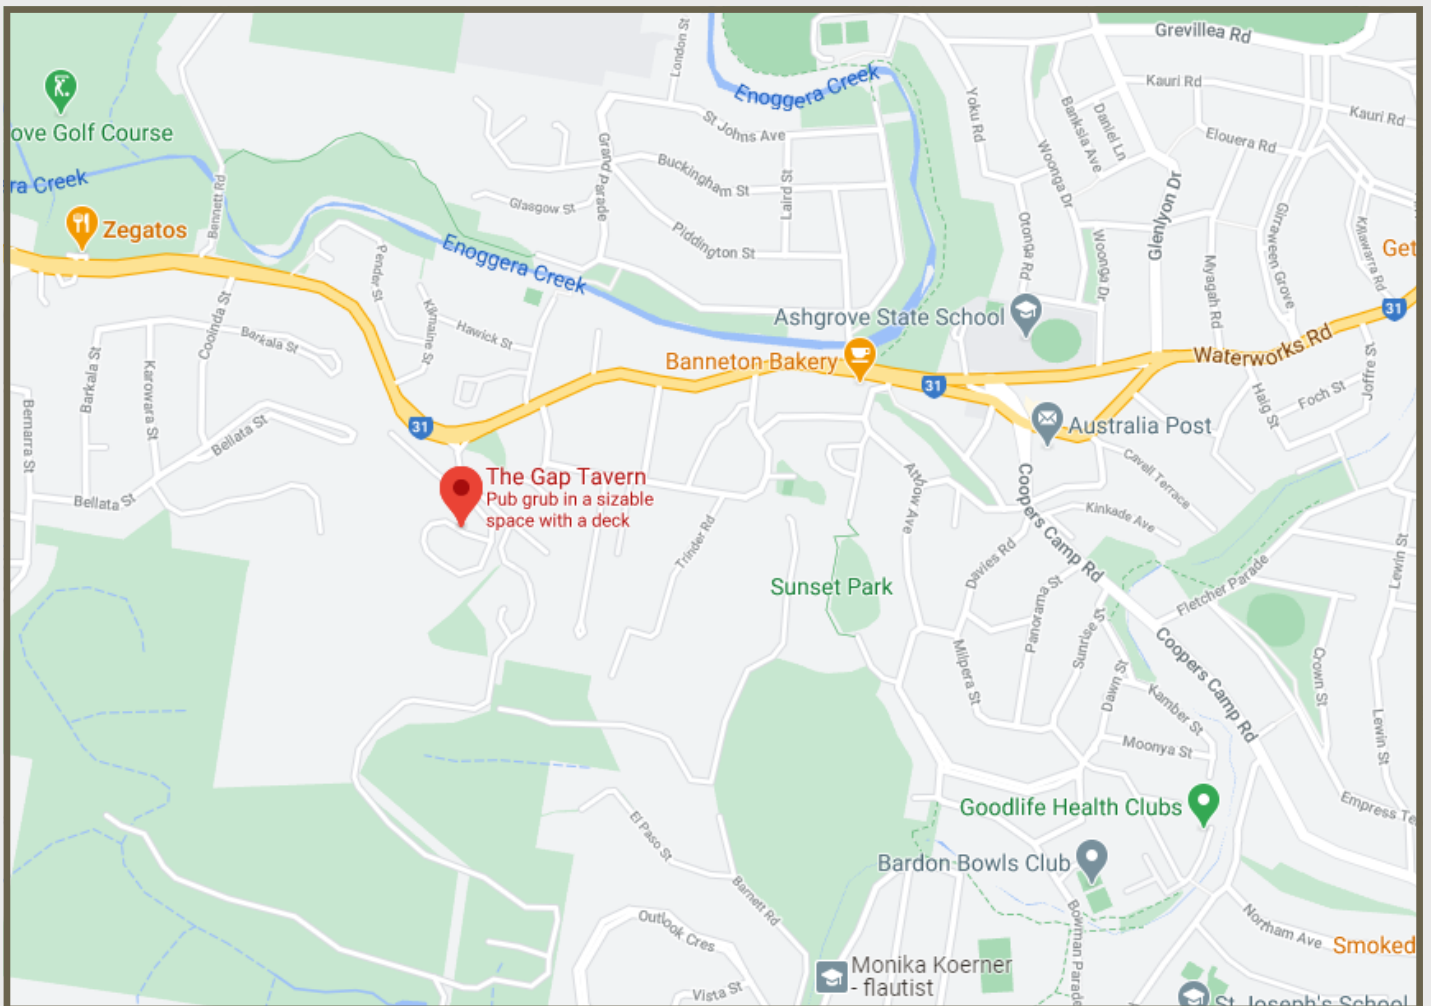 Grevillea Rd
London St
Enoggera Creek
Kauri Rd
Kauri Rd
ove Golf Course
St Johns Ave
Yoku Rd
Banksia Ave
Daniel Ln
Elouera Rd
Grand Parade
Buckingham St
Woonga Dr
ra Creek
Bennett Rd
Laird St
Glasgow St
Glenlyon Dr
Zegatos
Piddington St
Otonga Rd
Woonga Dr
Girraween Grove
Killawarra Rd
Get
Enoggera Creek
Pender St
Myagah Rd
Kilmaine St
Coolnda St
Ashgrove State School
31
Hawick St
Barkala St
Waterworks Rd
Banneton Bakery
31
Barkala St
Karowara St
Joffre St
Foch St
Haig St
Bernarra St
31
Bellata St
Australia Post
The Gap Tavern
Pub grub in a sizable
space with a deck
Cavell Terrace
Bellata St
Coopers Camp Rd
Kinkade Ave
Trinder Rd
Davies Rd
Lewin St
Sunset Park
Fletcher Parade
Panorama St
Sunrise St
Milpera St
Dawn St
Coopers Camp Rd
Crown St
Kamber St
Lewin St
Moonya St
Goodlife Health Clubs
Empress Te
El Paso St
Bardon Bowls Club
Barnett Rd
Outlook Cres
Bowman Parade
Norham Ave
Smoked
Monika Koerner
- flautist
Vista St
St Joseph's School